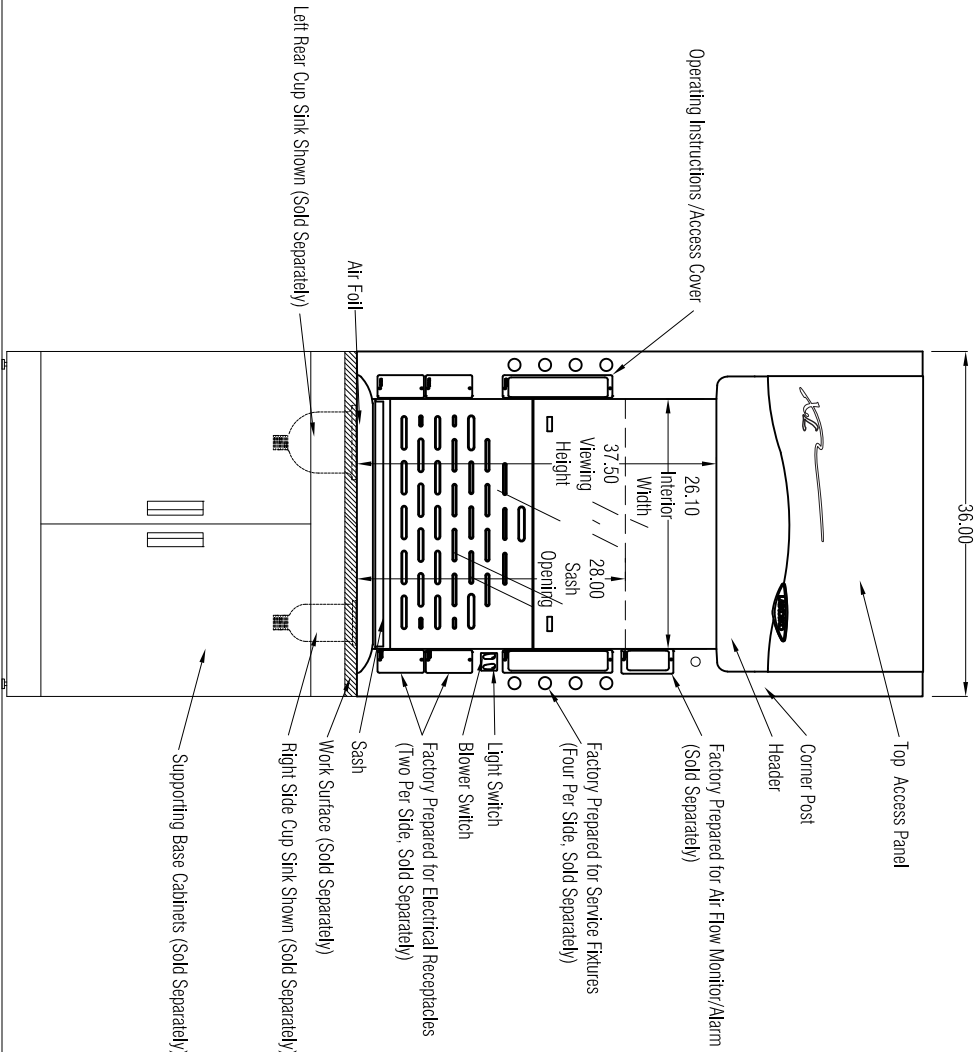 36.00
Top Access Panel
Corner Post
Header
Factory Prepared for Air Flow Monitor/Alarm
(Sold Separately)
Factory Prepared for Service Fixtures
(Four Per Side, Sold Separately)
Light Switch
Blower Switch
Factory Prepared for Electrical Receptacles
(Two Per Side, Sold Separately)
Sash
Work Surface (Sold Separately)
Right Side Cup Sink Shown (Sold Separately)
Supporting Base Cabinets (Sold Separately)
26.10
Interior
Width
37.50
Viewing
Height
28.00
Sash
Opening
Operating Instructions /Access Cover
Air Foil
Left Rear Cup Sink Shown (Sold Separately)